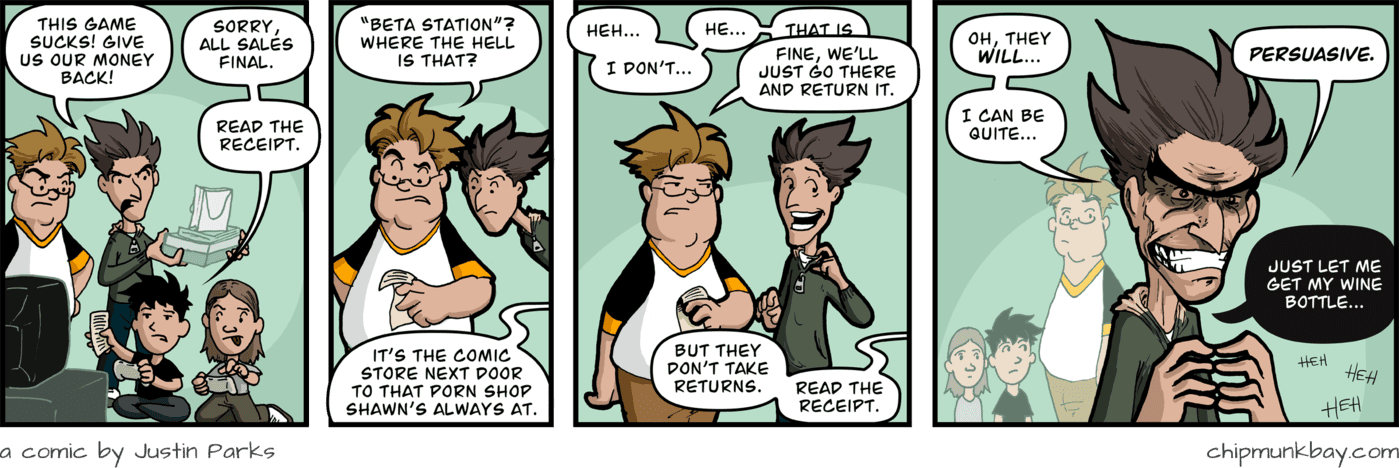 THIS GAME
SUCKS! GIVE
US OUR MONEY
BACK!
SORRY,
ALL SALES
FINAL.
READ THE
RECEIPT.
"BETA STATION"?
WHERE THE HELL
IS THAT?
IT'S THE COMIC
STORE NEXT DOOR
TO THAT PORN SHOP
SHAWN'S ALWAYS AT.
HEH...
I DON'T...
HE...
THAT IS
FINE, WE'LL
JUST GO THERE
AND RETURN IT.
BUT THEY
DON'T TAKE
RETURNS.
READ THE
RECEIPT.
OH, THEY
WILL...
I CAN BE
QUITE...
PERSUASIVE.
JUST LET ME
GET MY WINE
BOTTLE...
HEH
HEH
HEH
a comic by Justin Parks
chipmunkbay.com